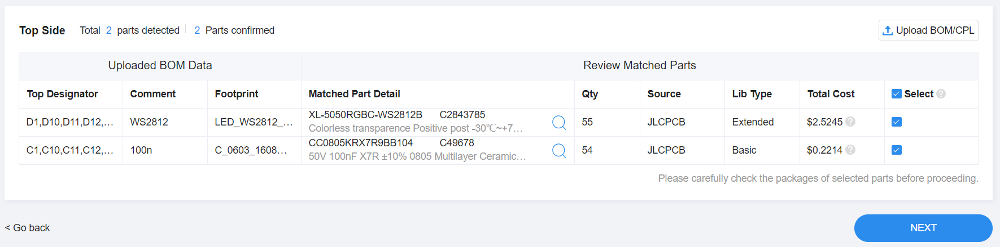 Top Side Total 2 parts detected 2 Parts confirmed
Upload BOM/CPL
Uploaded BOM Data Review Matched Parts
Top Designator Comment Footprint Matched Part Detail Qty Source Lib Type Total Cost Select ?
D1,D10,D11,D12,... WS2812 LED_WS2812_... XL-5050RGBC-WS2812B C2843785 55 JLCPCB Extended $2.5245 ?
Colorless transparence Positive post -30℃~+7...
C1,C10,C11,C12,... 100n C_0603_1608... CC0805KRX7R9BB104 C49678 54 JLCPCB Basic $0.2214 ?
50V 100nF X7R ±10% 0805 Multilayer Ceramic...
Please carefully check the packages of selected parts before proceeding.
< Go back NEXT